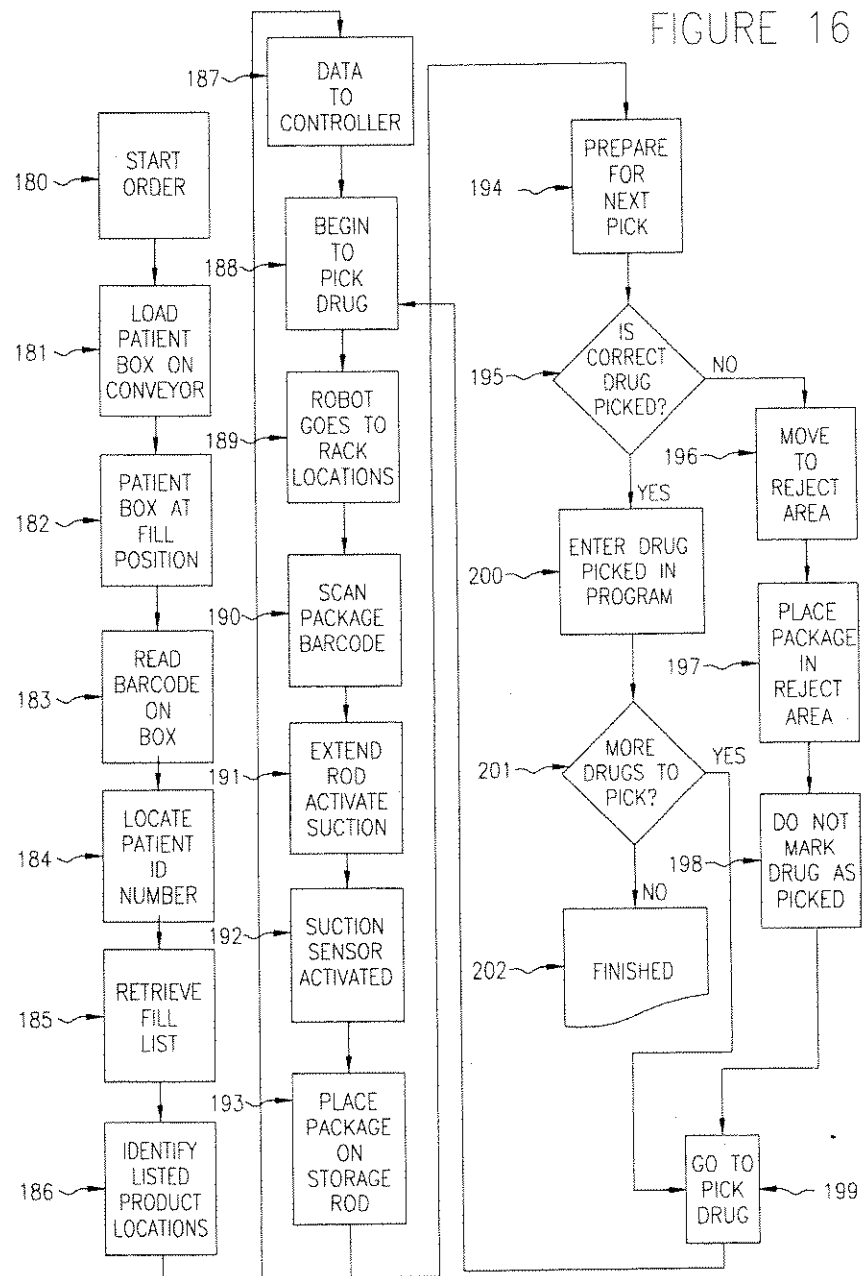 FIGURE 16
180
START
ORDER
181
LOAD
PATIENT
BOX ON
CONVEYOR
182
PATIENT
BOX AT
FILL
POSITION
183
READ
BARCODE
ON
BOX
184
LOCATE
PATIENT
ID
NUMBER
185
RETRIEVE
FILL
LIST
186
IDENTIFY
LISTED
PRODUCT
LOCATIONS
187
DATA
TO
CONTROLLER
188
BEGIN
TO
PICK
DRUG
189
ROBOT
GOES TO
RACK
LOCATIONS
190
SCAN
PACKAGE
BARCODE
191
EXTEND
ROD
ACTIVATE
SUCTION
192
SUCTION
SENSOR
ACTIVATED
193
PLACE
PACKAGE
ON
STORAGE
ROD
194
PREPARE
FOR
NEXT
PICK
195
IS
CORRECT
DRUG
PICKED?
NO
YES
196
MOVE
TO
REJECT
AREA
197
PLACE
PACKAGE
IN
REJECT
AREA
198
DO NOT
MARK
DRUG AS
PICKED
199
GO TO
PICK
DRUG
200
ENTER DRUG
PICKED IN
PROGRAM
201
MORE
DRUGS TO
PICK?
YES
NO
202
FINISHED